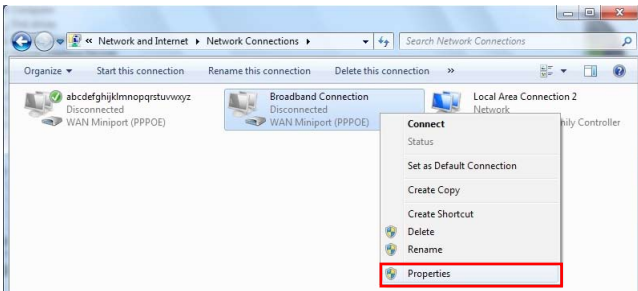 « Network and Internet ▸ Network Connections ▸ Search Network Connections
Organize ▼ Start this connection Rename this connection Delete this connection »
abcdefghijklmnopqrstuvwxyz Broadband Connection Local Area Connection 2
Disconnected Disconnected Network
WAN Miniport (PPPOE) WAN Miniport (PPPOE) Controller
Connect
Status
Set as Default Connection
Create Copy
Create Shortcut
Delete
Rename
Properties